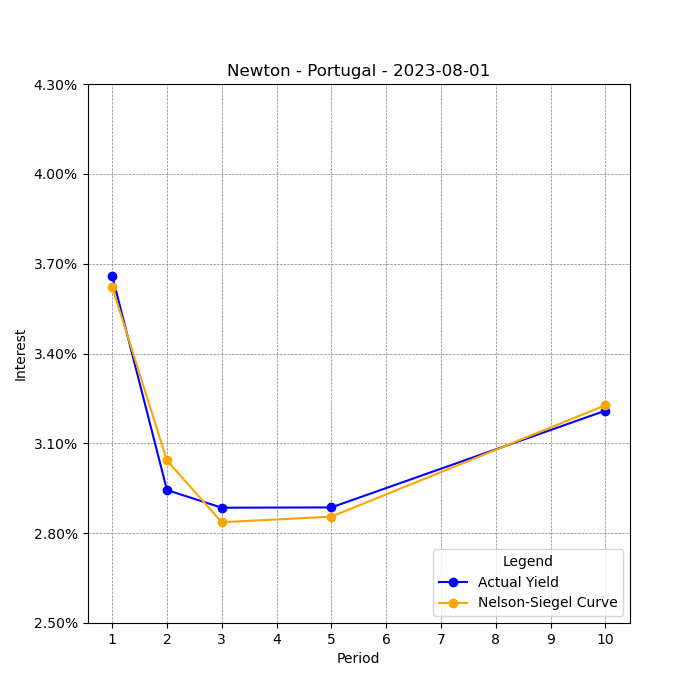 Newton - Portugal - 2023-08-01
4.30%
4.00%
3.70%
3.40%
3.10%
2.80%
2.50%
Interest
1 2 3 4 5 6 7 8 9 10
Period
Legend
Actual Yield
Nelson-Siegel Curve